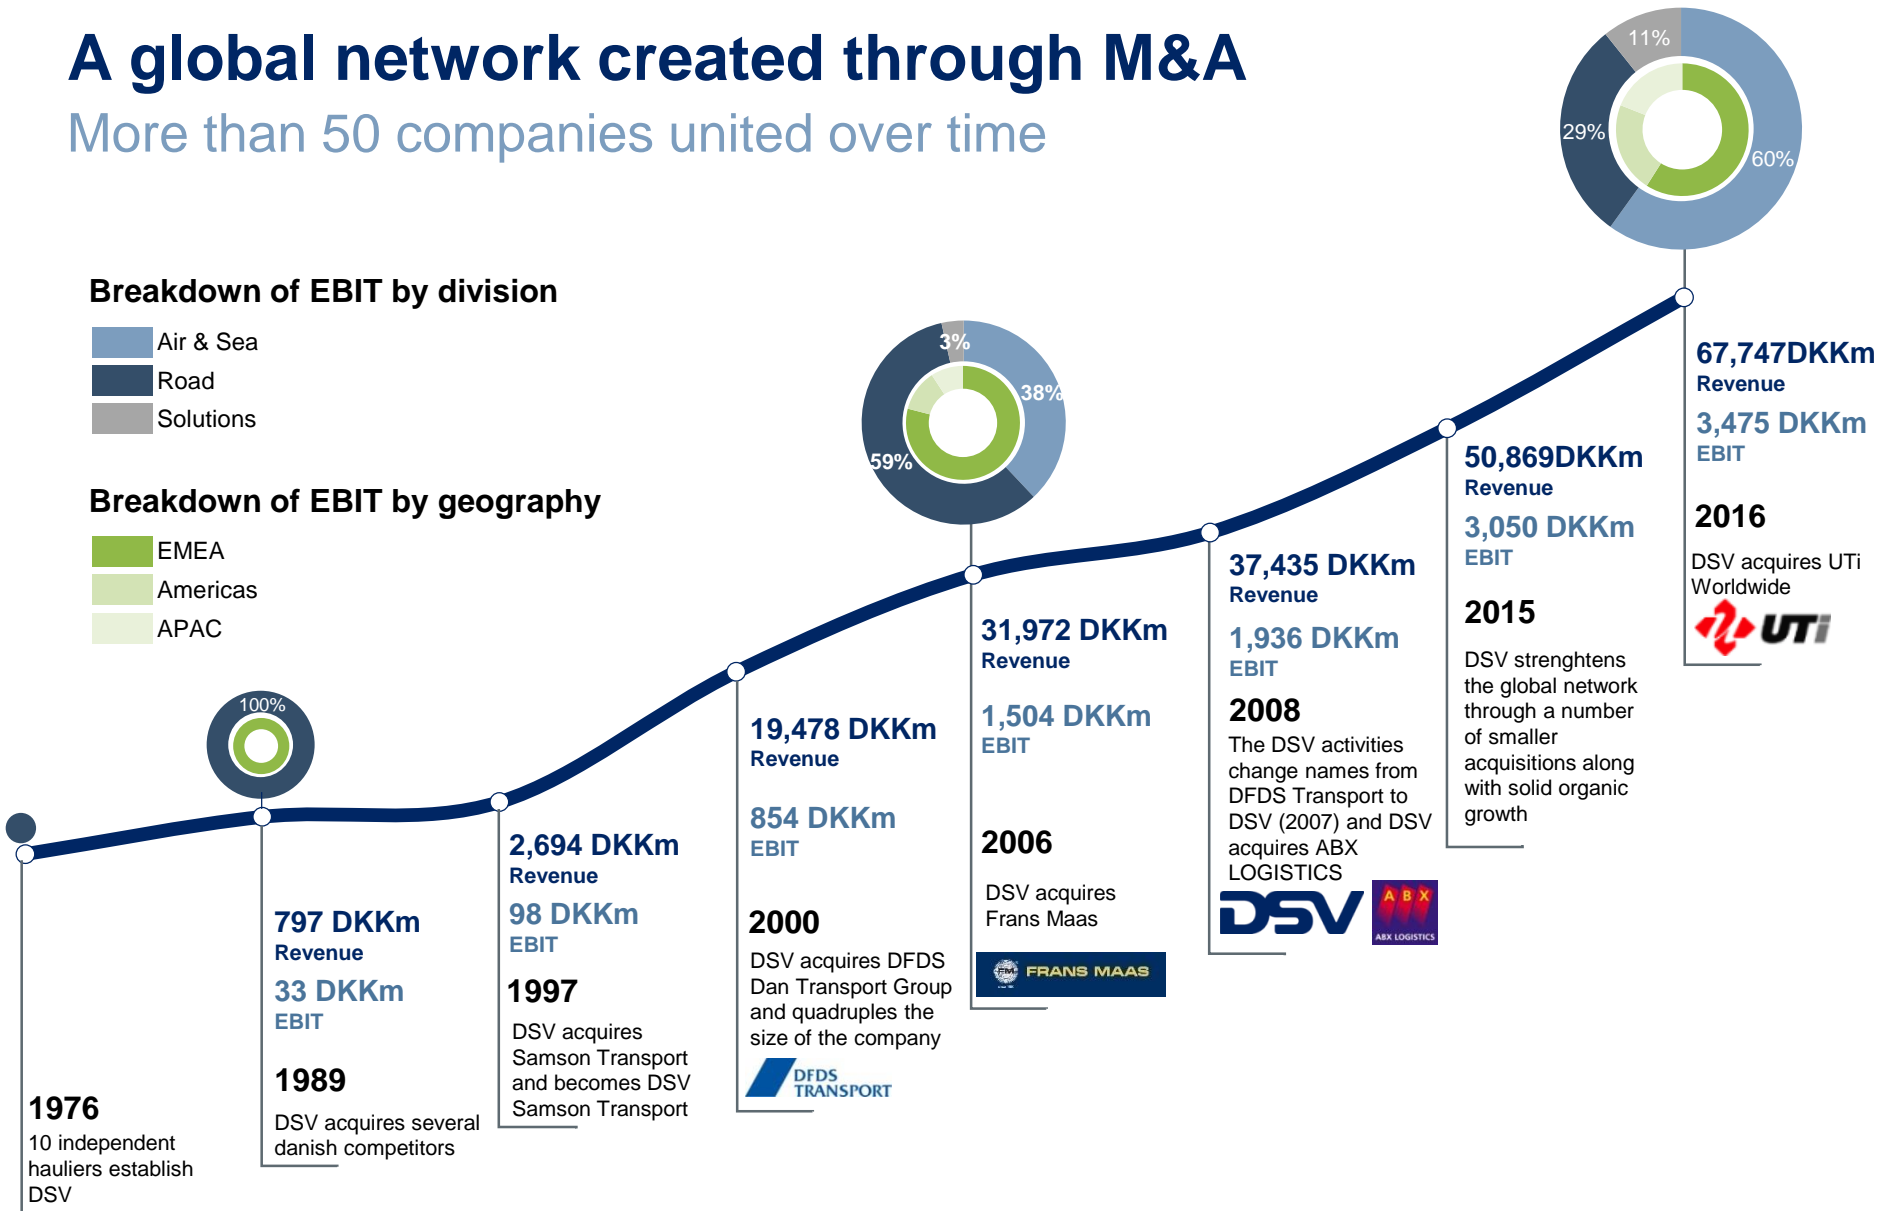 A global network created through M&A
More than 50 companies united over time
11%
29%
60%
Breakdown of EBIT by division
Air & Sea
Road
Solutions
Breakdown of EBIT by geography
EMEA
Americas
APAC
3%
38%
59%
100%
1976
10 independent
hauliers establish
DSV
797 DKKm
Revenue
33 DKKm
EBIT
1989
DSV acquires several
danish competitors
2,694 DKKm
Revenue
98 DKKm
EBIT
1997
DSV acquires
Samson Transport
and becomes DSV
Samson Transport
19,478 DKKm
Revenue
854 DKKm
EBIT
2000
DSV acquires DFDS
Dan Transport Group
and quadruples the
size of the company
DFDS
TRANSPORT
31,972 DKKm
Revenue
1,504 DKKm
EBIT
2006
DSV acquires
Frans Maas
FM
FRANS MAAS
37,435 DKKm
Revenue
1,936 DKKm
EBIT
2008
The DSV activities
change names from
DFDS Transport to
DSV (2007) and DSV
acquires ABX
LOGISTICS
DSV
ABX
ABX LOGISTICS
50,869DKKm
Revenue
3,050 DKKm
EBIT
2015
DSV strenghtens
the global network
through a number
of smaller
acquisitions along
with solid organic
growth
67,747DKKm
Revenue
3,475 DKKm
EBIT
2016
DSV acquires UTi
Worldwide
UTi